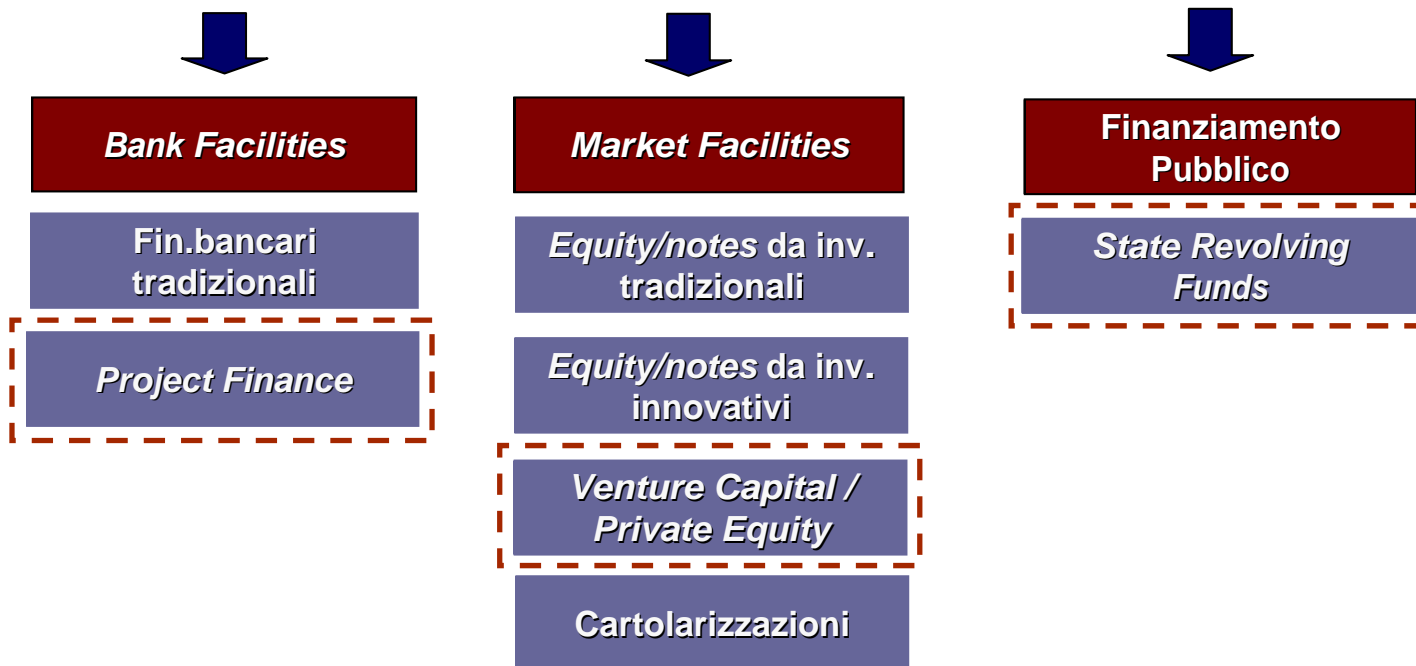 Bank Facilities
Fin.bancari
tradizionali
Project Finance
Market Facilities
Equity/notes da inv.
tradizionali
Equity/notes da inv.
innovativi
Venture Capital /
Private Equity
Cartolarizzazioni
Finanziamento
Pubblico
State Revolving
Funds